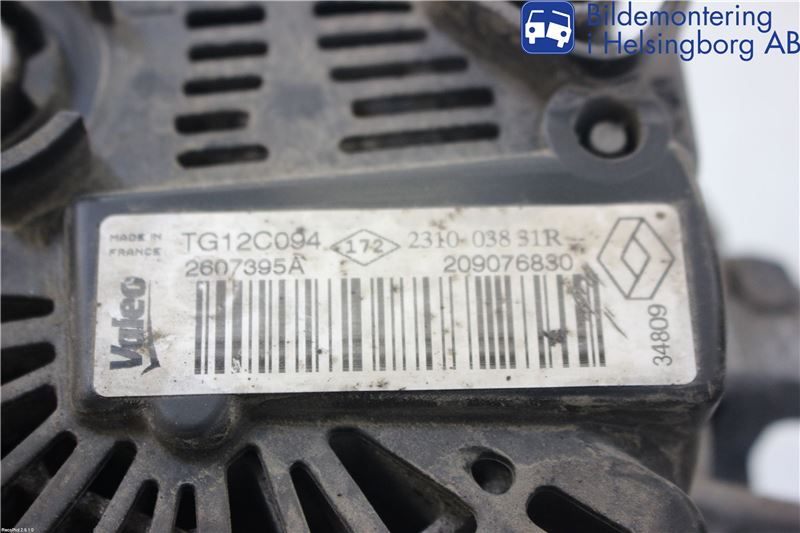 Bildemontering
i Helsingborg AB
MADE IN
FRANCE
TG12C094
172
2310 038 31R
2607395A
209076830
Valeo
34809